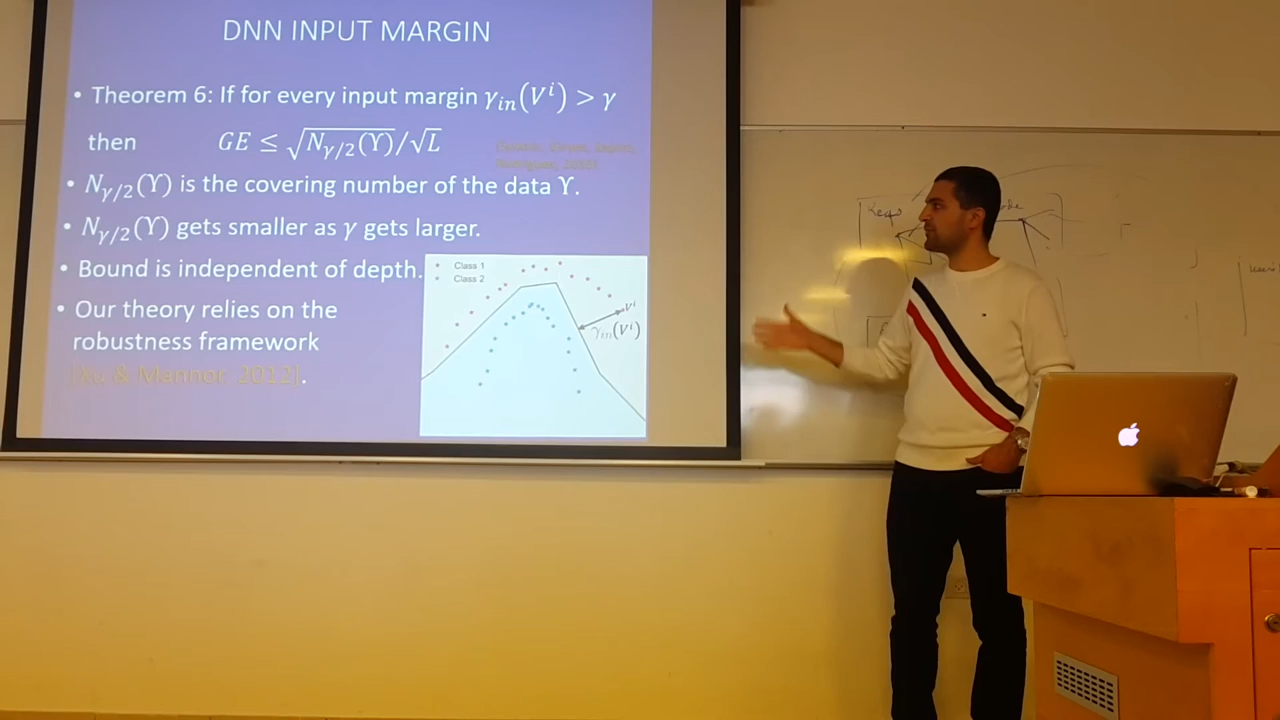 DNN INPUT MARGIN
• Theorem 6: If for every input margin γ_in(V^i) > γ
then GE ≤ √N_γ/2(Υ)/√L
• N_γ/2(Υ) is the covering number of the data Υ.
• N_γ/2(Υ) gets smaller as γ gets larger.
• Bound is independent of depth.
• Our theory relies on the
robustness framework
[Xu & Mannor, 2012].
Class 1
Class 2
V^i
γ_in(V^i)